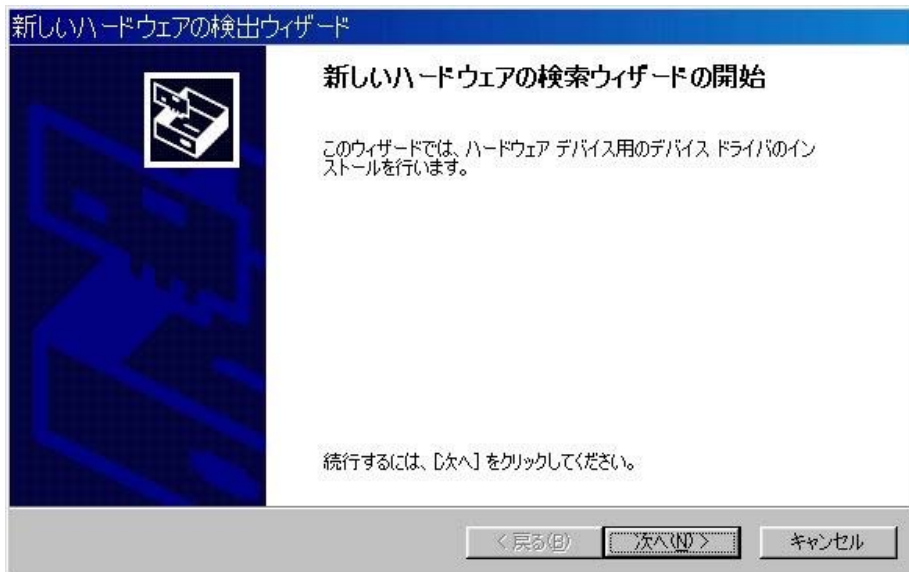 新しいハードウェアの検出ウィザード
新しいハードウェアの検索ウィザードの開始
このウィザードでは、ハードウェア デバイス用のデバイス ドライバのイン
ストールを行います。
続行するには、[次へ] をクリックしてください。
< 戻る(B)
次へ(N) >
キャンセル